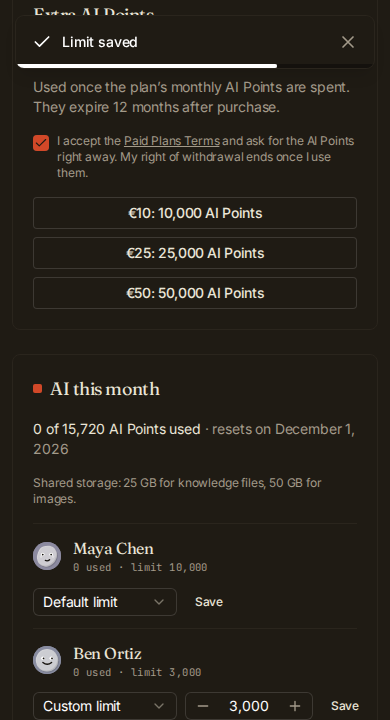 Extra AI Points
Limit saved
Used once the plan's monthly AI Points are spent.
They expire 12 months after purchase.
I accept the Paid Plans Terms and ask for the AI Points
right away. My right of withdrawal ends once I use
them.
€10: 10,000 AI Points
€25: 25,000 AI Points
€50: 50,000 AI Points
AI this month
0 of 15,720 AI Points used · resets on December 1,
2026
Shared storage: 25 GB for knowledge files, 50 GB for
images.
Maya Chen
0 used · limit 10,000
Default limit
Save
Ben Ortiz
0 used · limit 3,000
Custom limit
3,000
Save